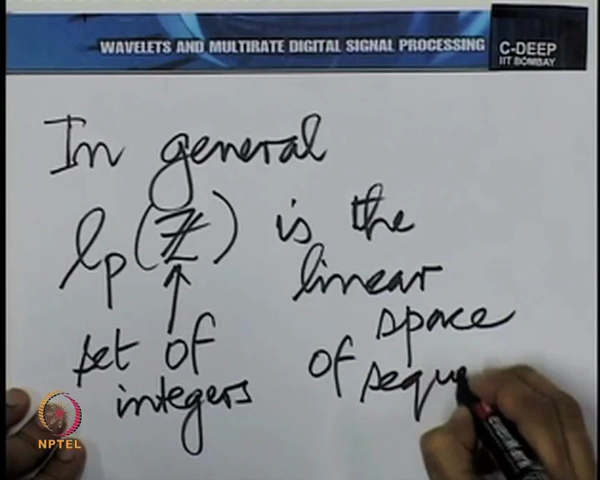 WAVELETS AND MULTIRATE DIGITAL SIGNAL PROCESSING
C-DEEP
IIT BOMBAY
In general
lp(ℤ) is the
linear
space
set of
integers
of sequ
NPTEL